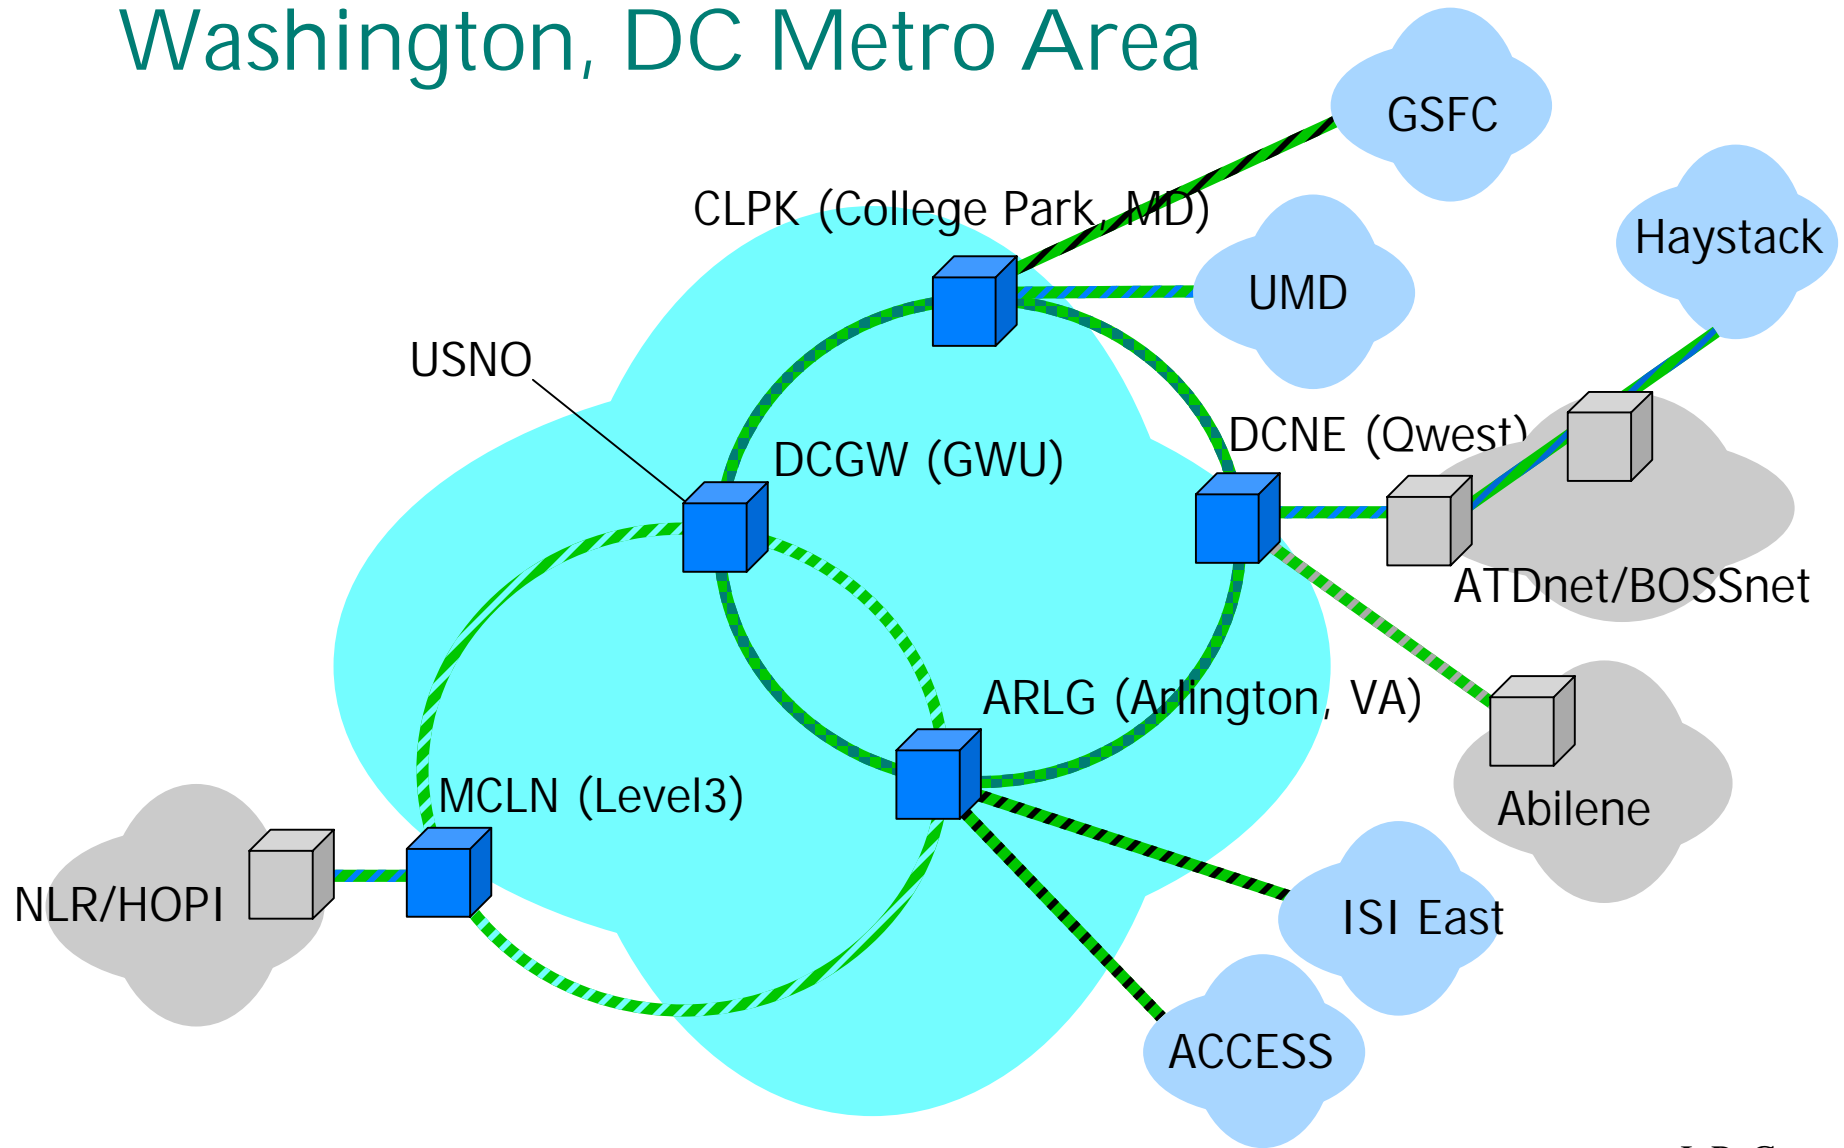 Washington, DC Metro Area
GSFC
CLPK (College Park, MD)
Haystack
UMD
USNO
DCNE (Qwest)
DCGW (GWU)
ATDnet/BOSSnet
ARLG (Arlington, VA)
MCLN (Level3)
Abilene
NLR/HOPI
ISI East
ACCESS